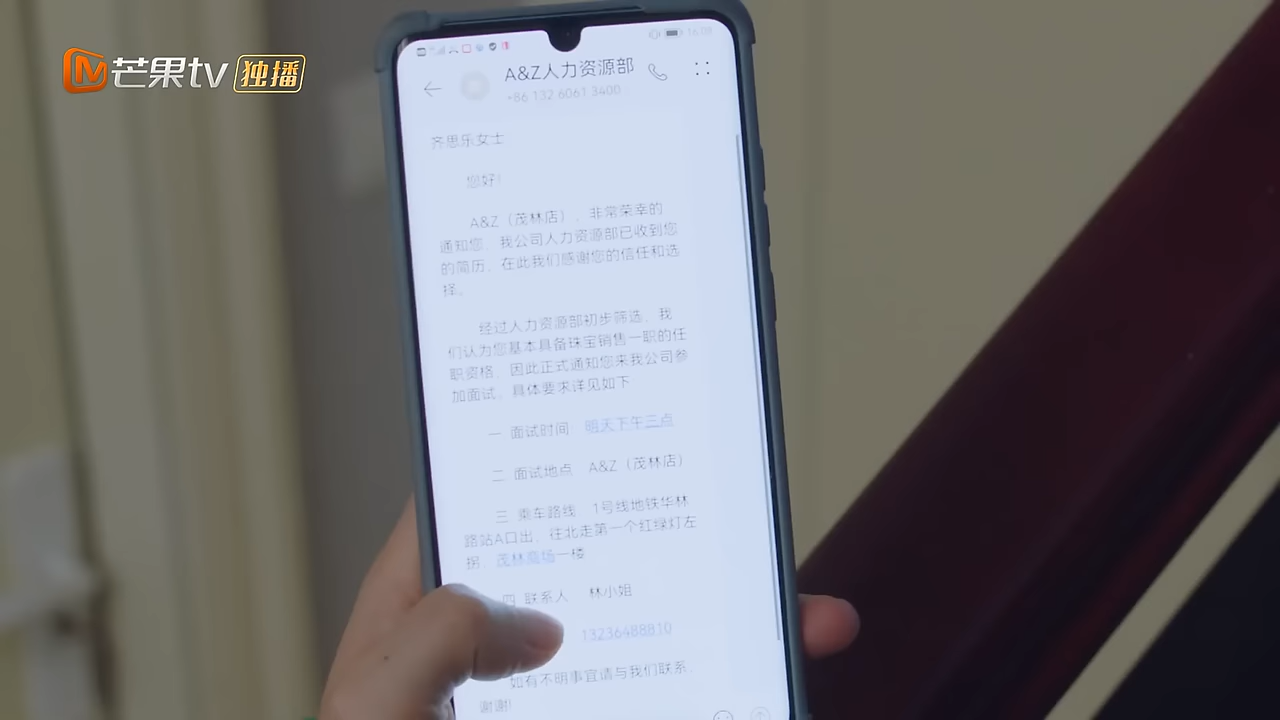 芒果tv 独播
16:08
A&Z人力资源部
+86 132 6061 3400
齐思乐女士
您好!
A&Z（茂林店）、非常荣幸的
通知您，我公司人力资源部已收到您
的简历，在此我们感谢您的信任和选
择。
经过人力资源部初步筛选，我
们认为您基本具备珠宝销售一职的任
职资格，因此正式通知您来我公司参
加面试，具体要求详见如下
一 面试时间 明天下午三点
二 面试地点 A&Z（茂林店）
三 乘车路线 1号线地铁华林
路站A口出，往北走第一个红绿灯左
拐，茂林商场一楼
四 联系人 林小姐
13236488810
如有不明事宜请与我们联系，
谢谢!